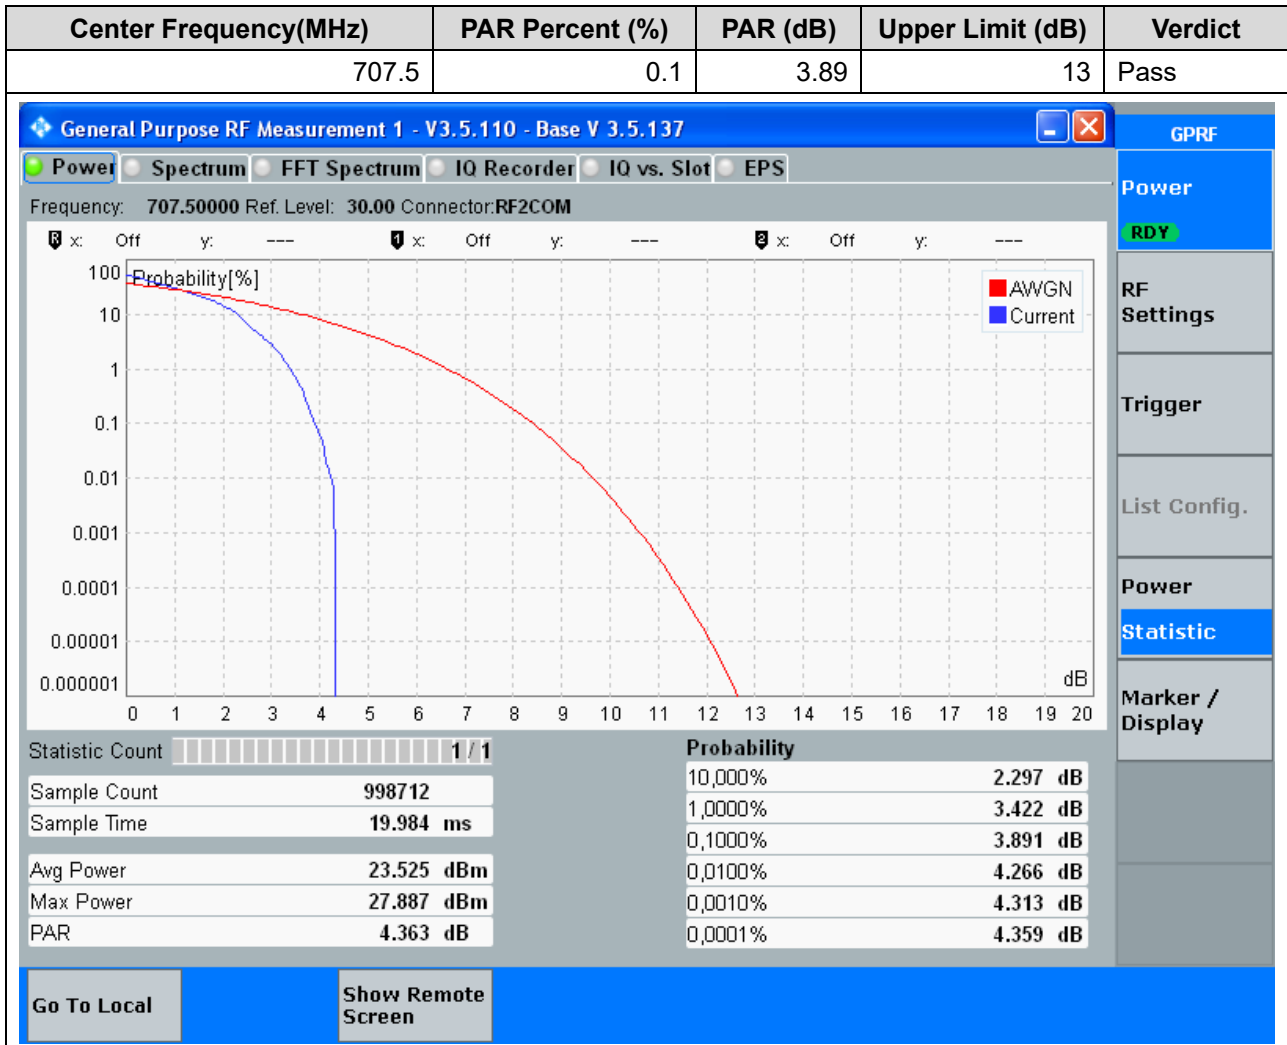 Center Frequency(MHz) PAR Percent (%) PAR (dB) Upper Limit (dB) Verdict
707.5 0.1 3.89 13 Pass
General Purpose RF Measurement 1 - V3.5.110 - Base V 3.5.137
GPRF
Power Spectrum FFT Spectrum IQ Recorder IQ vs. Slot EPS
Power
RDY
Frequency: 707.50000 Ref. Level: 30.00 Connector:RF2COM
R x: Off y: --- 1 x: Off y: --- 2 x: Off y: ---
Probability[%]
AWGN
Current
100
10
1
0.1
0.01
0.001
0.0001
0.00001
0.000001
dB
0 1 2 3 4 5 6 7 8 9 10 11 12 13 14 15 16 17 18 19 20
RF
Settings
Trigger
List Config.
Power
Statistic
Marker /
Display
Statistic Count 1 / 1
Sample Count 998712
Sample Time 19.984 ms
Avg Power 23.525 dBm
Max Power 27.887 dBm
PAR 4.363 dB
Probability
10,000% 2.297 dB
1,0000% 3.422 dB
0,1000% 3.891 dB
0,0100% 4.266 dB
0,0010% 4.313 dB
0,0001% 4.359 dB
Go To Local
Show Remote
Screen